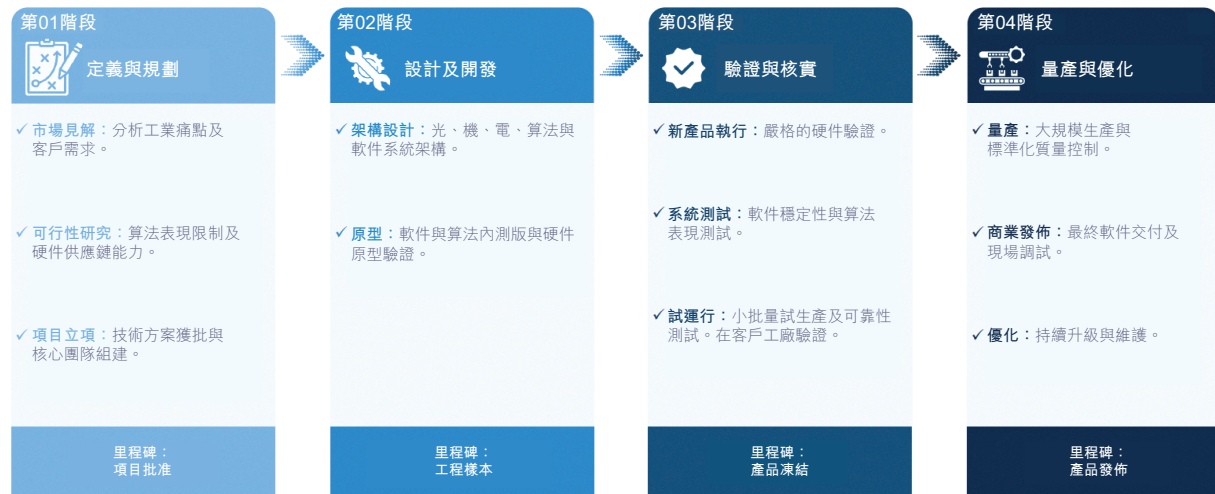 第01階段
定義與規劃
✓ 市場見解：分析工業痛點及
客戶需求。
✓ 可行性研究：算法表現限制及
硬件供應鏈能力。
✓ 項目立項：技術方案獲批與
核心團隊組建。
里程碑：
項目批准
第02階段
設計及開發
✓ 架構設計：光、機、電、算法與
軟件系統架構。
✓ 原型：軟件與算法內測版與硬件
原型驗證。
里程碑：
工程樣本
第03階段
驗證與核實
✓ 新產品執行：嚴格的硬件驗證。
✓ 系統測試：軟件穩定性與算法
表現測試。
✓ 試運行：小批量試生產及可靠性
測試。在客戶工廠驗證。
里程碑：
產品凍結
第04階段
量產與優化
✓ 量產：大規模生產與
標準化質量控制。
✓ 商業發佈：最終軟件交付及
現場調試。
✓ 優化：持續升級與維護。
里程碑：
產品發佈